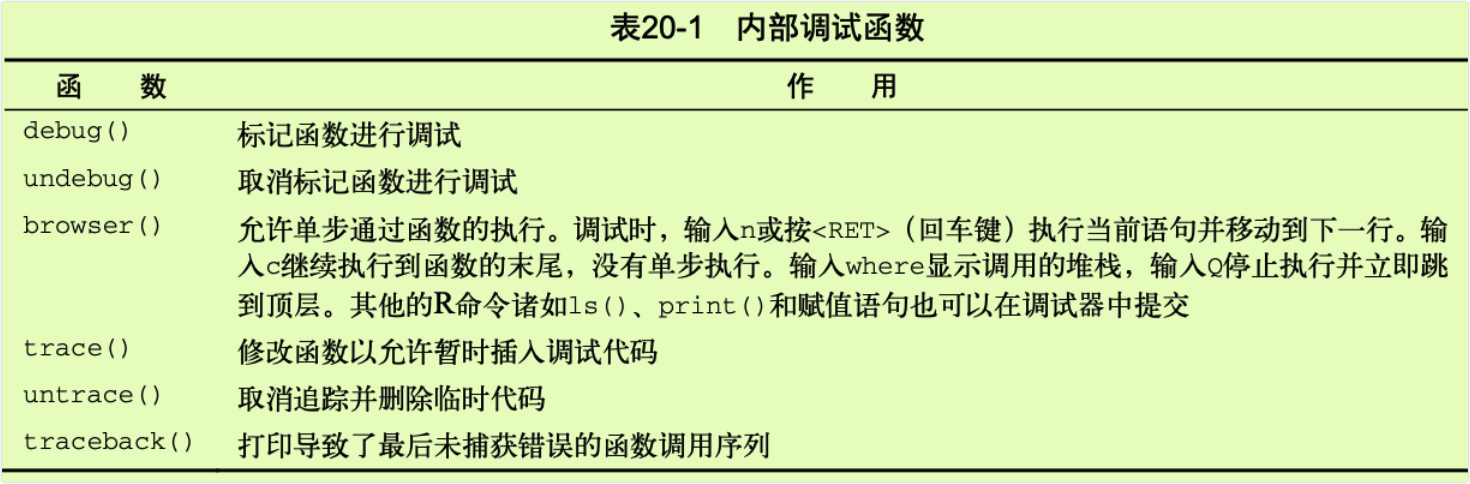 表20-1 内部调试函数
函 数 作 用
debug() 标记函数进行调试
undebug() 取消标记函数进行调试
browser() 允许单步通过函数的执行。调试时，输入n或按<RET>（回车键）执行当前语句并移动到下一行。输
入c继续执行到函数的末尾，没有单步执行。输入where显示调用的堆栈，输入Q停止执行并立即跳
到顶层。其他的R命令诸如ls()、print()和赋值语句也可以在调试器中提交
trace() 修改函数以允许暂时插入调试代码
untrace() 取消追踪并删除临时代码
traceback() 打印导致了最后未捕获错误的函数调用序列